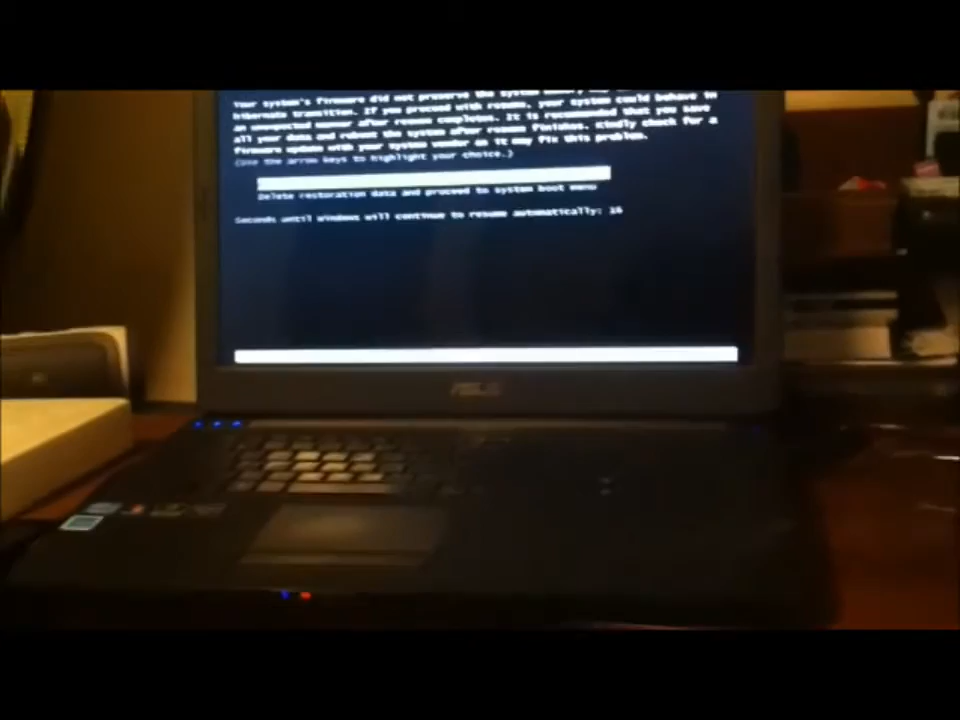 Your system's firmware did not preserve the system
hibernate transition. If you proceed with resume, your system could behave in
an unexpected manner after resume completes. It is recommended that you save
all your data and reboot the system after resume finishes. Kindly check for a
firmware update with your system vendor as it may fix this problem.
(Use the arrow keys to highlight your choice.)
Delete restoration data and proceed to system boot menu
Seconds until Windows will continue to resume automatically: 16
ASUS